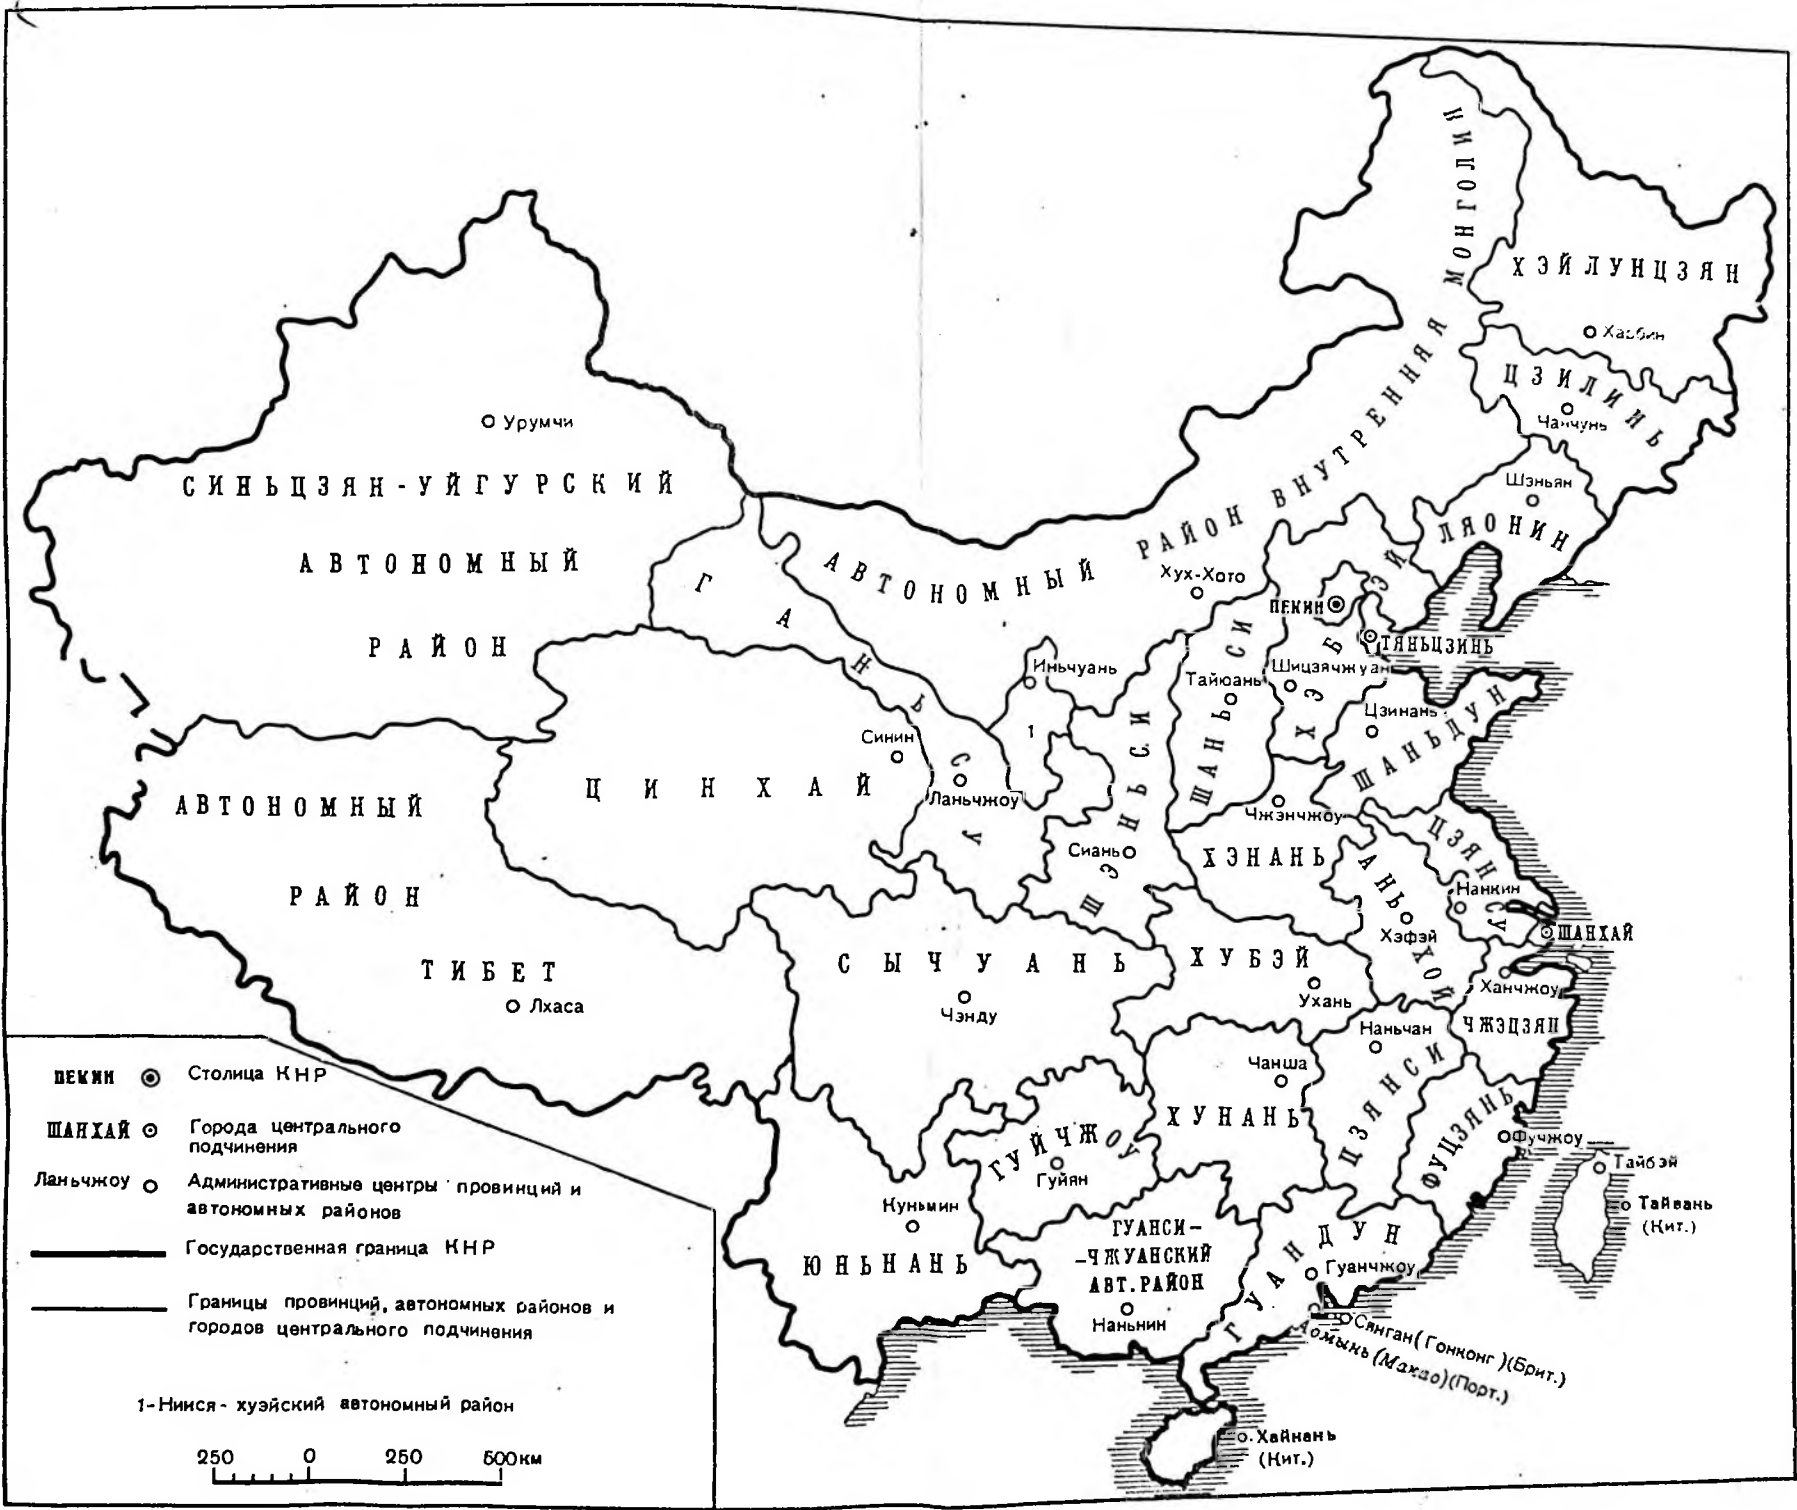 АВТОНОМНЫЙ РАЙОН ВНУТРЕННЯЯ МОНГОЛИЯ
Хух-Хото
ХЭЙЛУНЦЗЯН
Харбин
ЦЗИЛИНЬ
Чанчунь
Шэньян
ЛЯОНИН
Урумчи
СИНЬЦЗЯН-УЙГУРСКИЙ
АВТОНОМНЫЙ
РАЙОН
ГАНЬСУ
Ланьчжоу
ПЕКИН
ТЯНЬЦЗИНЬ
ХЭБЭЙ
Шицзячжуан
Иньчуань
1
ШАНЬСИ
Тайюань
Цзинань
ШАНЬДУН
Синин
ЦИНХАЙ
ШЭНЬСИ
Сиань
Чжэнчжоу
ХЭНАНЬ
ЦЗЯНСУ
Нанкин
АНЬХОЙ
Хэфэй
ШАНХАЙ
АВТОНОМНЫЙ
РАЙОН
ТИБЕТ
Лхаса
СЫЧУАНЬ
Чэнду
ХУБЭЙ
Ухань
Ханчжоу
ЧЖЭЦЗЯН
Наньчан
ЦЗЯНСИ
Чанша
ХУНАНЬ
ФУЦЗЯНЬ
Фучжоу
Тайбэй
Тайвань
(Кит.)
ГУЙЧЖОУ
Гуйян
Куньмин
ЮНЬНАНЬ
ГУАНСИ-
-ЧЖУАНСКИЙ
АВТ.РАЙОН
Наньнин
ГУАНДУН
Гуанчжоу
Сянган (Гонконг)(Брит.)
Аомынь (Макао)(Порт.)
Хайнань
(Кит.)
ПЕКИН Столица КНР
ШАНХАЙ Города центрального
подчинения
Ланьчжоу Административные центры провинций и
автономных районов
Государственная граница КНР
Границы провинций, автономных районов и
городов центрального подчинения
1-Нинся-хуэйский автономный район
250 0 250 500км